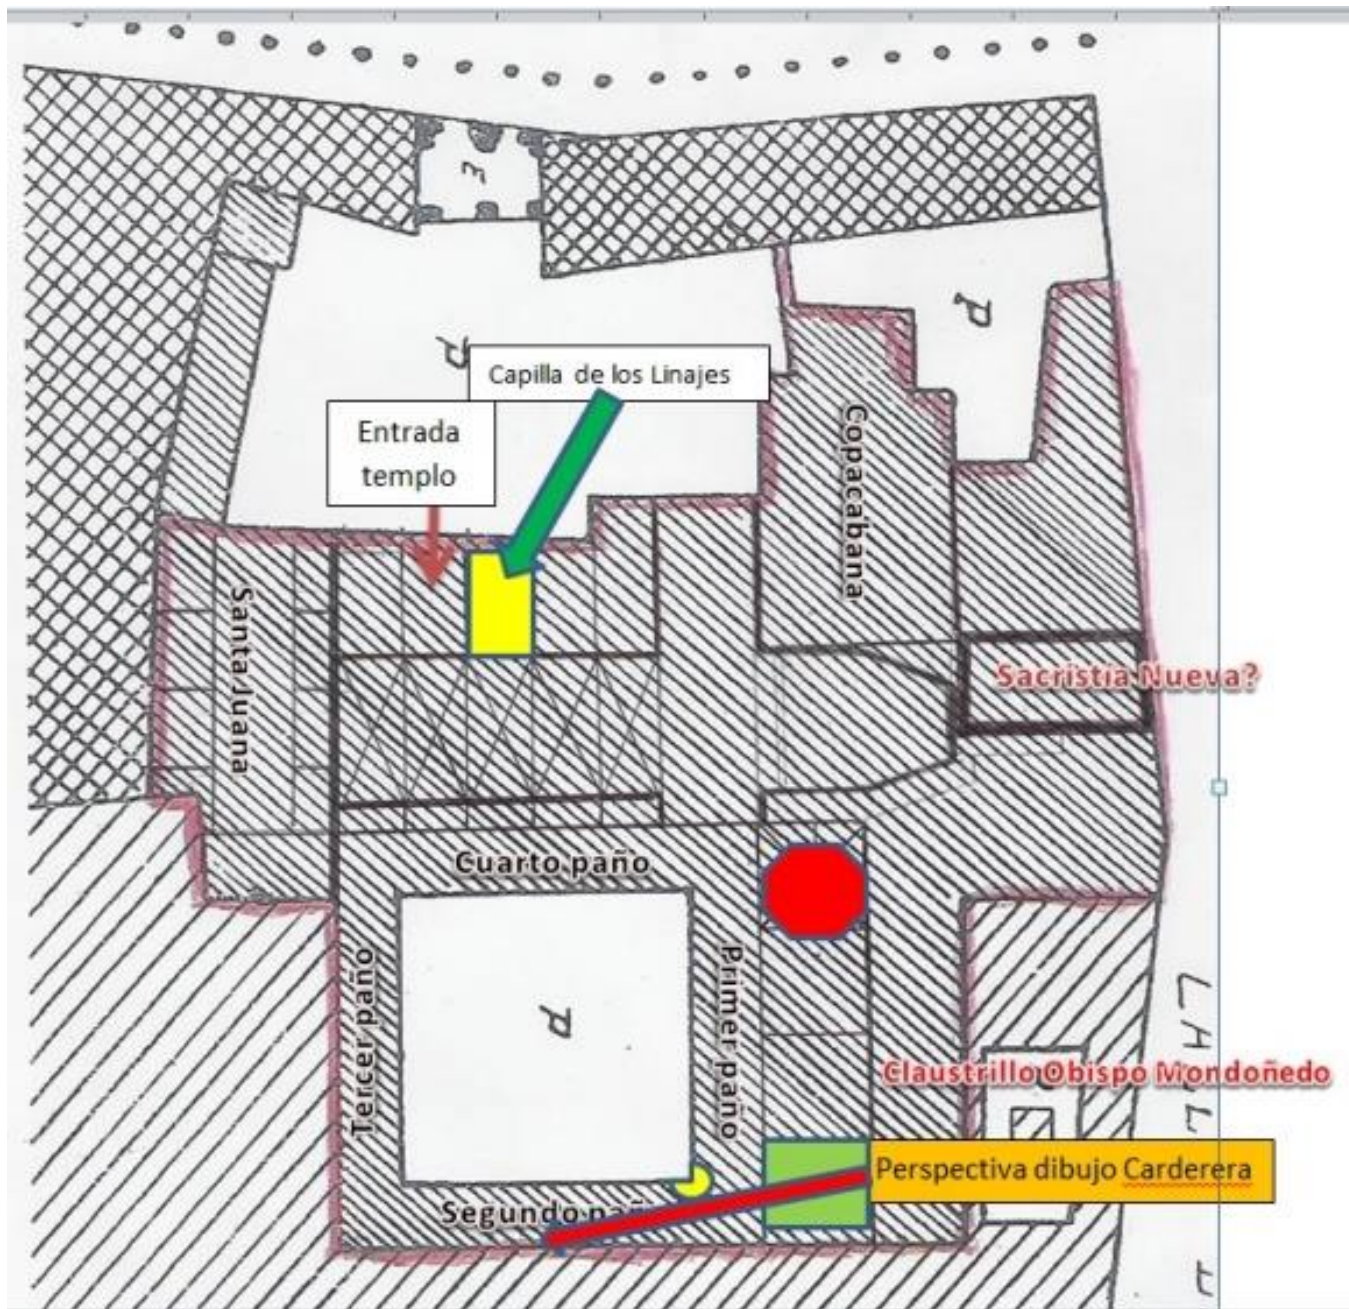 E
p
p
Capilla de los Linajes
Entrada
templo
Copacabana
Santa Juana
Sacristía Nueva?
Cuarto paño
Tercer paño
Primer paño
p
Claustrillo Obispo Mondoñedo
Perspectiva dibujo Carderera
Segundo